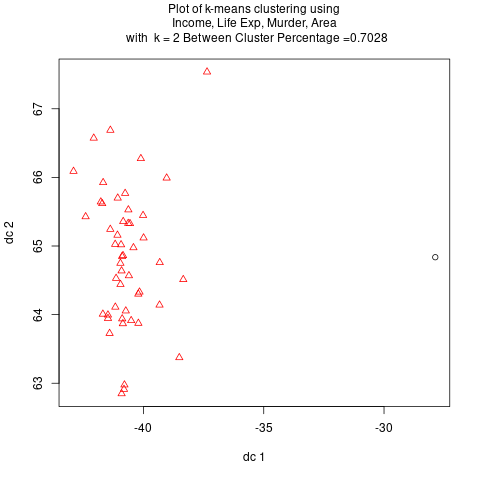 Plot of k-means clustering using
Income, Life Exp, Murder, Area
with  k = 2 Between Cluster Percentage =0.7028
67
66
65
64
63
dc 2
-40
-35
-30
dc 1